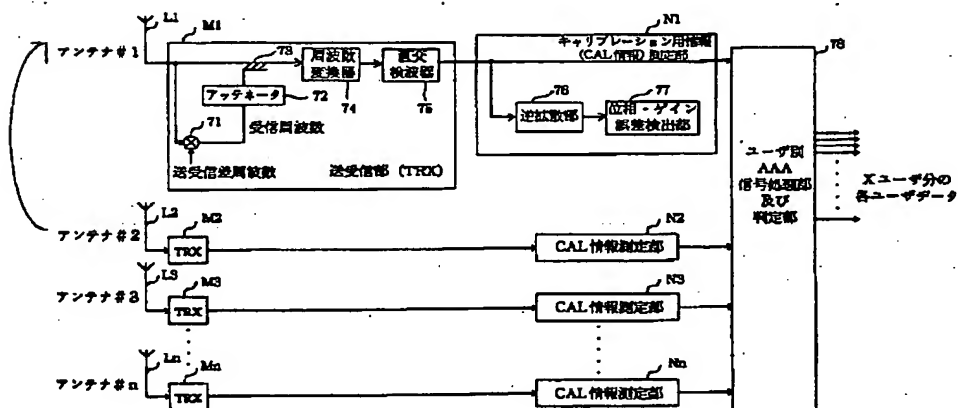 L1
M1
アンテナ#1
73
周波数
変換器
74
直交
検波器
75
アッテネータ
72
71
受信周波数
送受信差周波数
送受信部 (TRX)
N1
キャリブレーション用情報
(CAL情報) 測定部
76
逆拡散部
77
位相・ゲイン
誤差検出部
78
ユーザ別
AAA
信号処理部
及び
判定部
Xユーザ分の
各ユーザデータ
L2
M2
アンテナ#2
TRX
N2
CAL情報測定部
L3
M3
アンテナ#3
TRX
N3
CAL情報測定部
Ln
Mn
アンテナ#n
TRX
Nn
CAL情報測定部